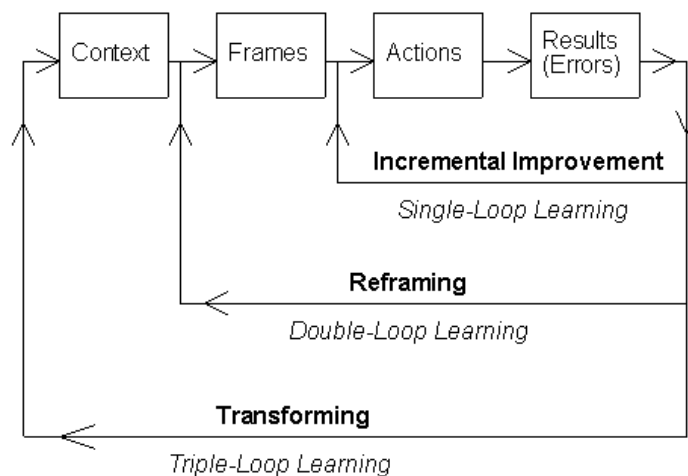 Context
Frames
Actions
Results
(Errors)
Incremental Improvement
Single-Loop Learning
Reframing
Double-Loop Learning
Transforming
Triple-Loop Learning